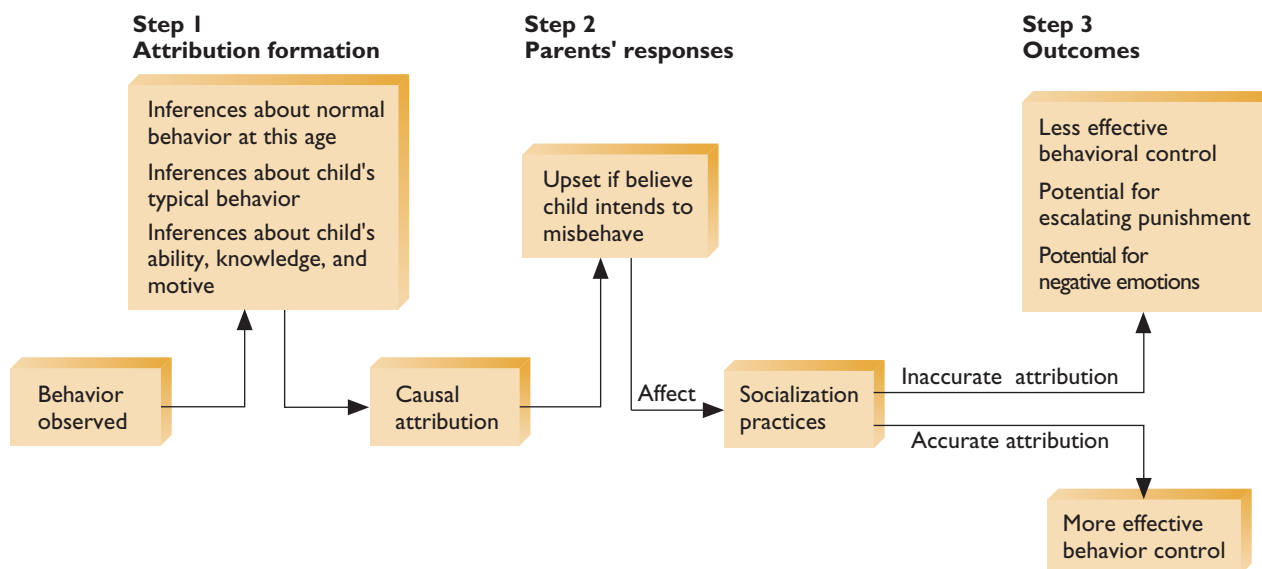 Step 1
Attribution formation
Step 2
Parents' responses
Step 3
Outcomes
Inferences about normal
behavior at this age
Inferences about child's
typical behavior
Inferences about child's
ability, knowledge, and
motive
Upset if believe
child intends to
misbehave
Less effective
behavioral control
Potential for
escalating punishment
Potential for
negative emotions
Behavior
observed
Causal
attribution
Affect
Socialization
practices
Inaccurate attribution
Accurate attribution
More effective
behavior control